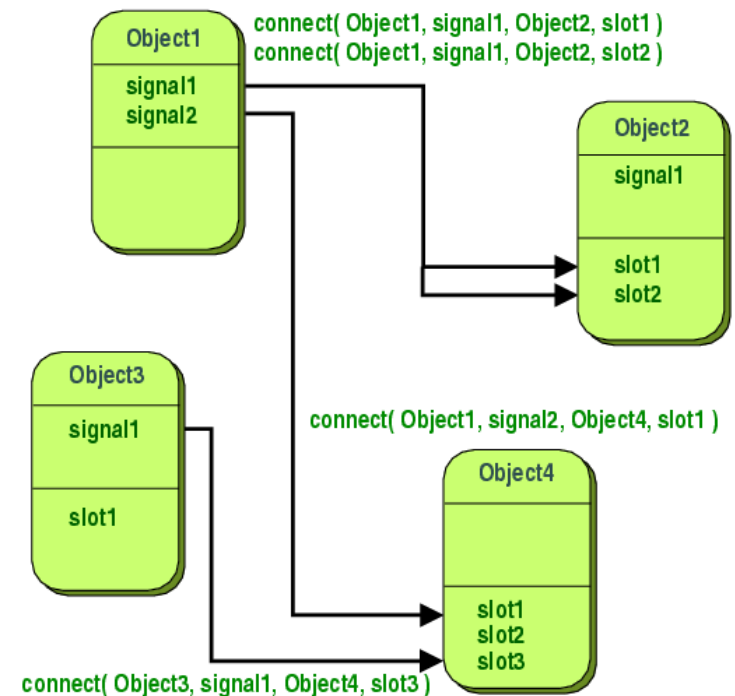 Object1
signal1
signal2
connect( Object1, signal1, Object2, slot1 )
connect( Object1, signal1, Object2, slot2 )
Object2
signal1
slot1
slot2
Object3
signal1
slot1
connect( Object1, signal2, Object4, slot1 )
Object4
slot1
slot2
slot3
connect( Object3, signal1, Object4, slot3 )